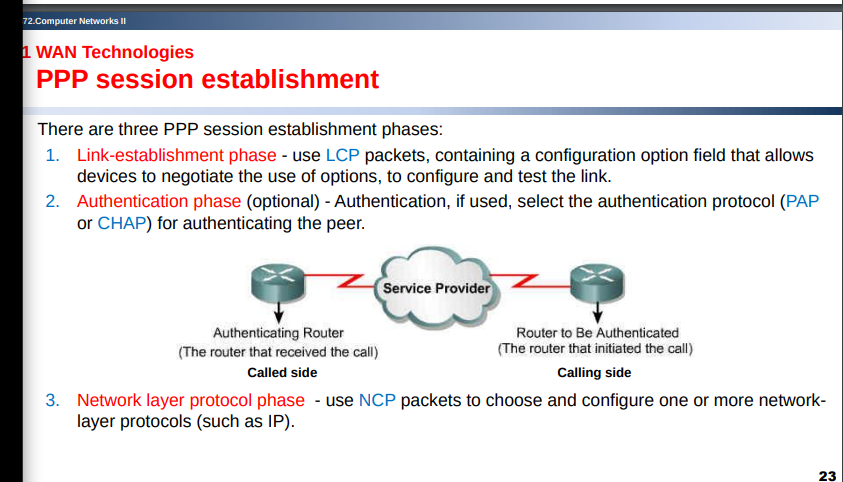 72.Computer Networks II
1 WAN Technologies
PPP session establishment
There are three PPP session establishment phases:
1. Link-establishment phase - use LCP packets, containing a configuration option field that allows
devices to negotiate the use of options, to configure and test the link.
2. Authentication phase (optional) - Authentication, if used, select the authentication protocol (PAP
or CHAP) for authenticating the peer.
Service Provider
Authenticating Router
(The router that received the call)
Called side
Router to Be Authenticated
(The router that initiated the call)
Calling side
3. Network layer protocol phase - use NCP packets to choose and configure one or more network-
layer protocols (such as IP).
23